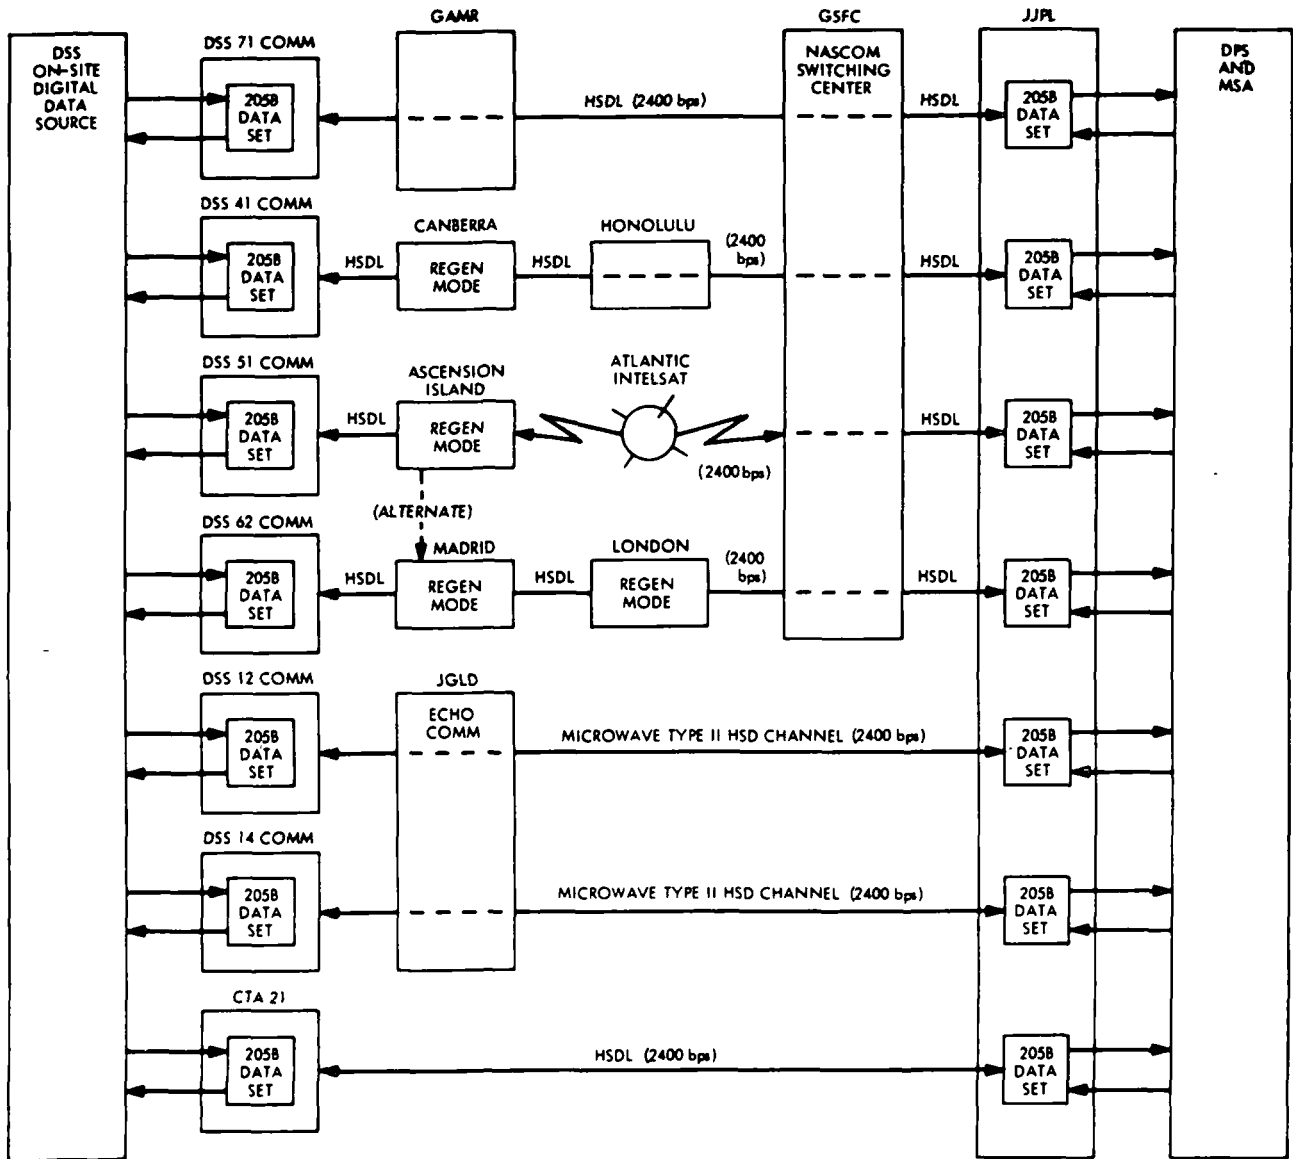 GAMR
GSFC
JJPL
DSS
ON-SITE
DIGITAL
DATA
SOURCE
DSS 71 COMM
205B
DATA
SET
HSDL (2400 bps)
NASCOM
SWITCHING
CENTER
HSDL
205B
DATA
SET
DPS
AND
MSA
DSS 41 COMM
205B
DATA
SET
HSDL
CANBERRA
REGEN
MODE
HSDL
HONOLULU
(2400
bps)
HSDL
205B
DATA
SET
DSS 51 COMM
205B
DATA
SET
HSDL
ASCENSION
ISLAND
REGEN
MODE
ATLANTIC
INTELSAT
(2400 bps)
HSDL
205B
DATA
SET
(ALTERNATE)
DSS 62 COMM
205B
DATA
SET
HSDL
MADRID
REGEN
MODE
HSDL
LONDON
REGEN
MODE
(2400
bps)
HSDL
205B
DATA
SET
DSS 12 COMM
205B
DATA
SET
JGLD
ECHO
COMM
MICROWAVE TYPE II HSD CHANNEL (2400 bps)
205B
DATA
SET
DSS 14 COMM
205B
DATA
SET
MICROWAVE TYPE II HSD CHANNEL (2400 bps)
205B
DATA
SET
CTA 21
205B
DATA
SET
HSDL (2400 bps)
205B
DATA
SET